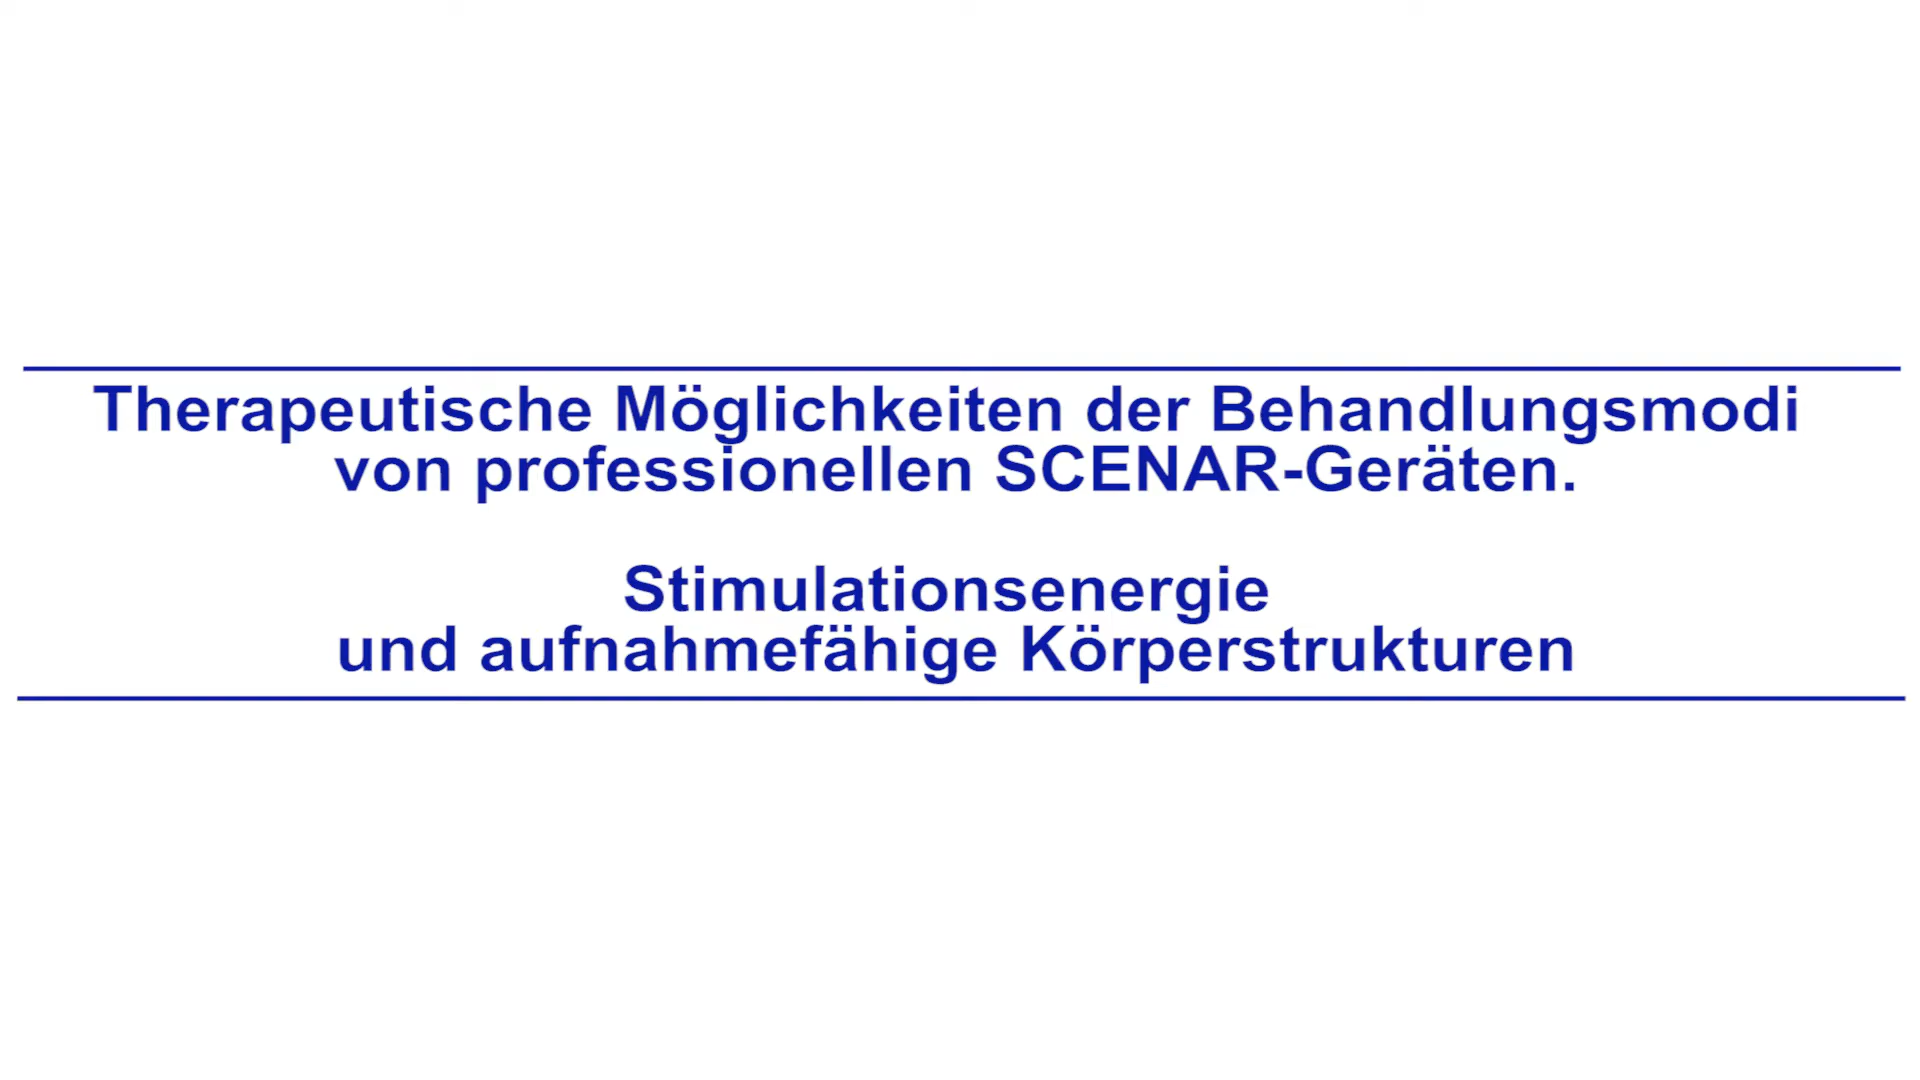 Therapeutische Möglichkeiten der Behandlungsmodi
von professionellen SCENAR-Geräten.
Stimulationsenergie
und aufnahmefähige Körperstrukturen